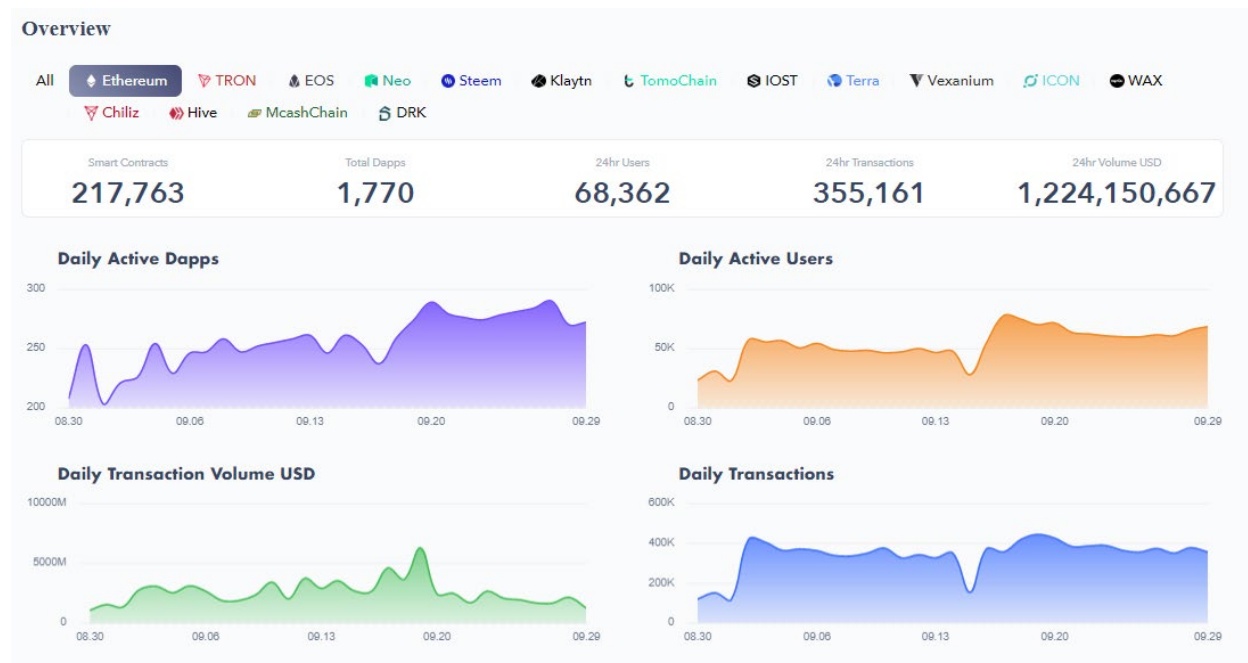 Overview
All Ethereum TRON EOS Neo Steem Klaytn TomoChain IOST Terra Vexanium ICON WAX
Chiliz Hive McashChain DRK
Smart Contracts Total Dapps 24hr Users 24hr Transactions 24hr Volume USD
217,763 1,770 68,362 355,161 1,224,150,667
Daily Active Dapps
300
250
200
08.30 09.06 09.13 09.20 09.29
Daily Active Users
100K
50K
0
08.30 09.06 09.13 09.20 09.29
Daily Transaction Volume USD
10000M
5000M
0
08.30 09.06 09.13 09.20 09.29
Daily Transactions
600K
400K
200K
0
08.30 09.06 09.13 09.20 09.29